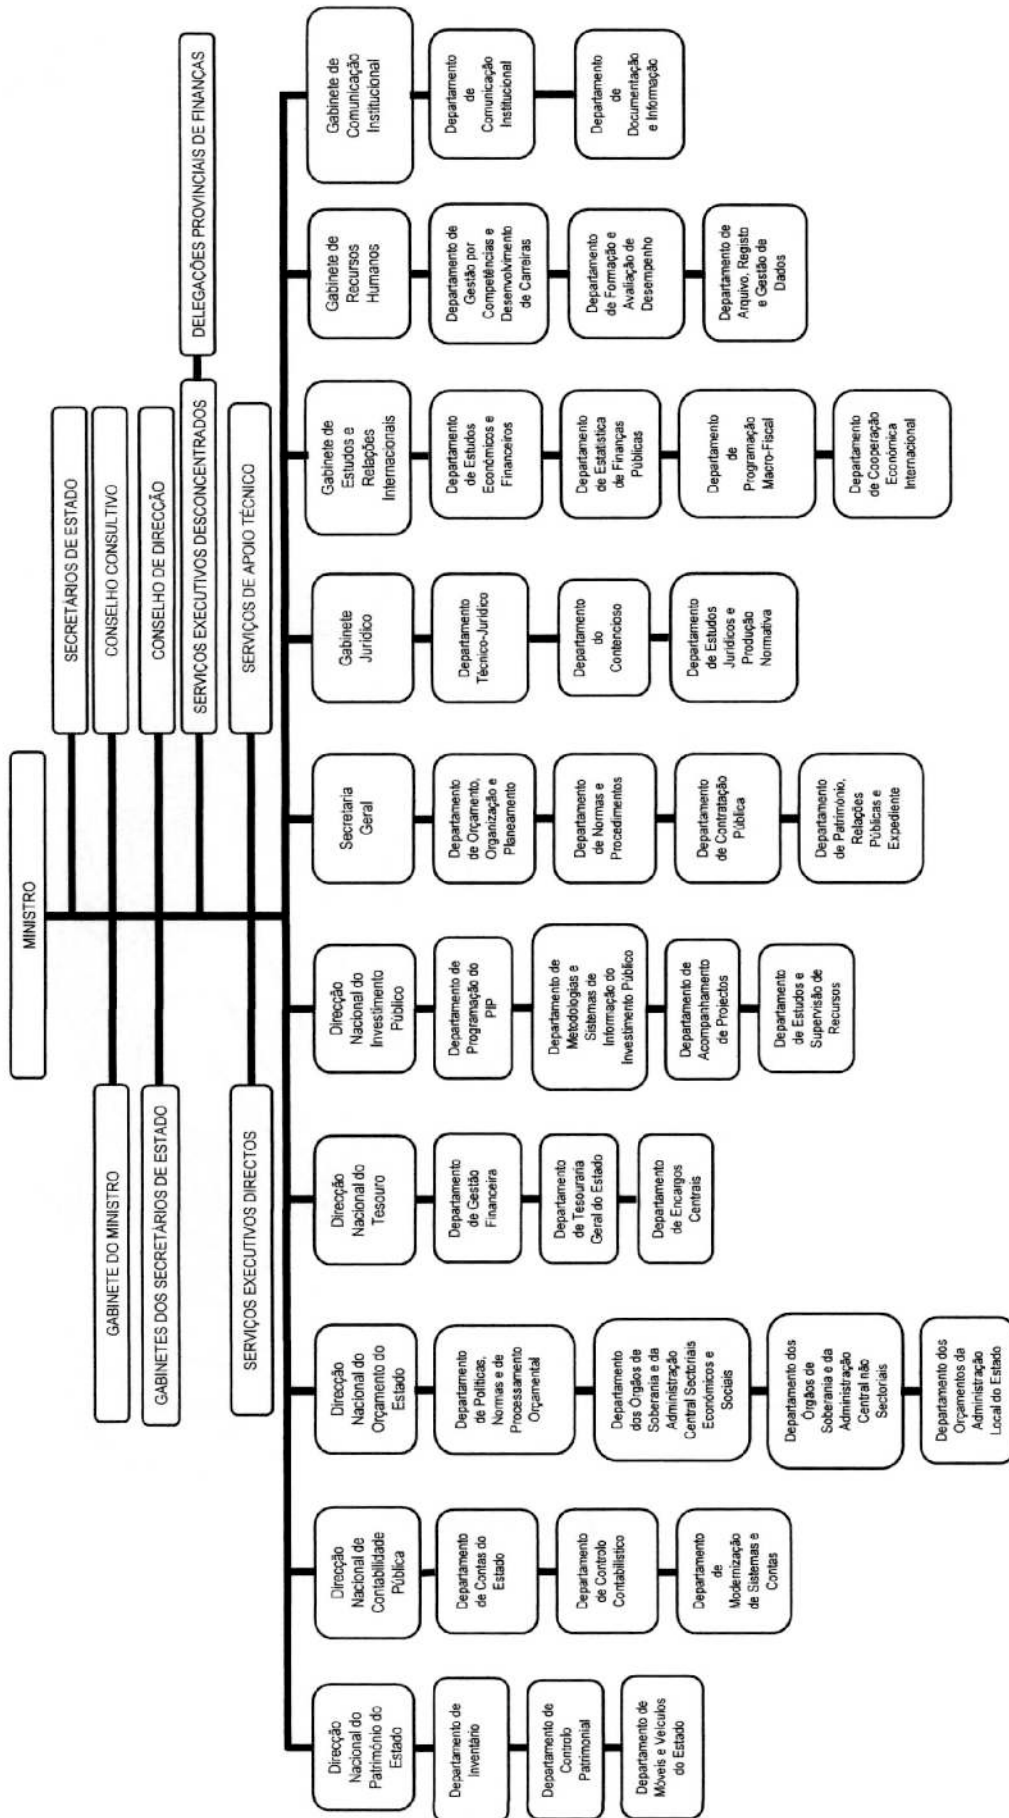 MINISTRO
SECRETÁRIOS DE ESTADO
GABINETE DO MINISTRO
CONSELHO CONSULTIVO
GABINETES DOS SECRETÁRIOS DE ESTADO
CONSELHO DE DIRECÇÃO
SERVIÇOS EXECUTIVOS DESCONCENTRADOS
DELEGAÇÕES PROVINCIAIS DE FINANÇAS
SERVIÇOS EXECUTIVOS DIRECTOS
SERVIÇOS DE APOIO TÉCNICO
Direcção
Nacional do
Património do
Estado
Departamento de
Inventário
Departamento de
Controlo
Patrimonial
Departamento de
Móveis e Veículos
do Estado
Direcção
Nacional de
Contabilidade
Pública
Departamento
de Contas do
Estado
Departamento
de Controlo
Contabilístico
Departamento
de
Modernização
de Sistemas e
Contas
Direcção
Nacional do
Orçamento do
Estado
Departamento
de Políticas,
Normas e de
Processamento
Orçamental
Departamento
dos Orgãos de
Soberania e da
Administração
Central Sectoriais
Económicos e
Sociais
Departamento dos
Órgãos de
Soberania e da
Administração
Central não
Sectoriais
Departamento dos
Orçamentos da
Administração
Local do Estado
Direcção
Nacional do
Tesouro
Departamento
de Gestão
Financeira
Departamento
de Tesouraria
Geral do Estado
Departamento
de Encargos
Centrais
Direcção
Nacional do
Investimento
Público
Departamento de
Programação do
PIP
Departamento de
Metodologias e
Sistemas de
Informação do
Investimento Público
Departamento de
Acompanhamento
de Projectos
Departamento
de Estudos e
Supervisão de
Recursos
Secretaria
Geral
Departamento
de Orçamento,
Organização e
Planeamento
Departamento
de Normas e
Procedimentos
Departamento
de Contratação
Pública
Departamento
de Património,
Relações
Públicas e
Expediente
Gabinete
Jurídico
Departamento
Técnico-Jurídico
Departamento
do
Contencioso
Departamento
de Estudos
Jurídicos e
Produção
Normativa
Gabinete de
Estudos e
Relações
Internacionais
Departamento
de Estudos
Económicos e
Financeiros
Departamento
de Estatística
de Finanças
Públicas
Departamento
de
Programação
Macro-Fiscal
Departamento
de Cooperação
Económica
Internacional
Gabinete de
Recursos
Humanos
Departamento de
Gestão por
Competências e
Desenvolvimento
de Carreiras
Departamento
de Formação e
Avaliação de
Desempenho
Departamento de
Arquivo, Registo
e Gestão de
Dados
Gabinete de
Comunicação
Institucional
Departamento
de
Comunicação
Institucional
Departamento
de
Documentação
e Informação